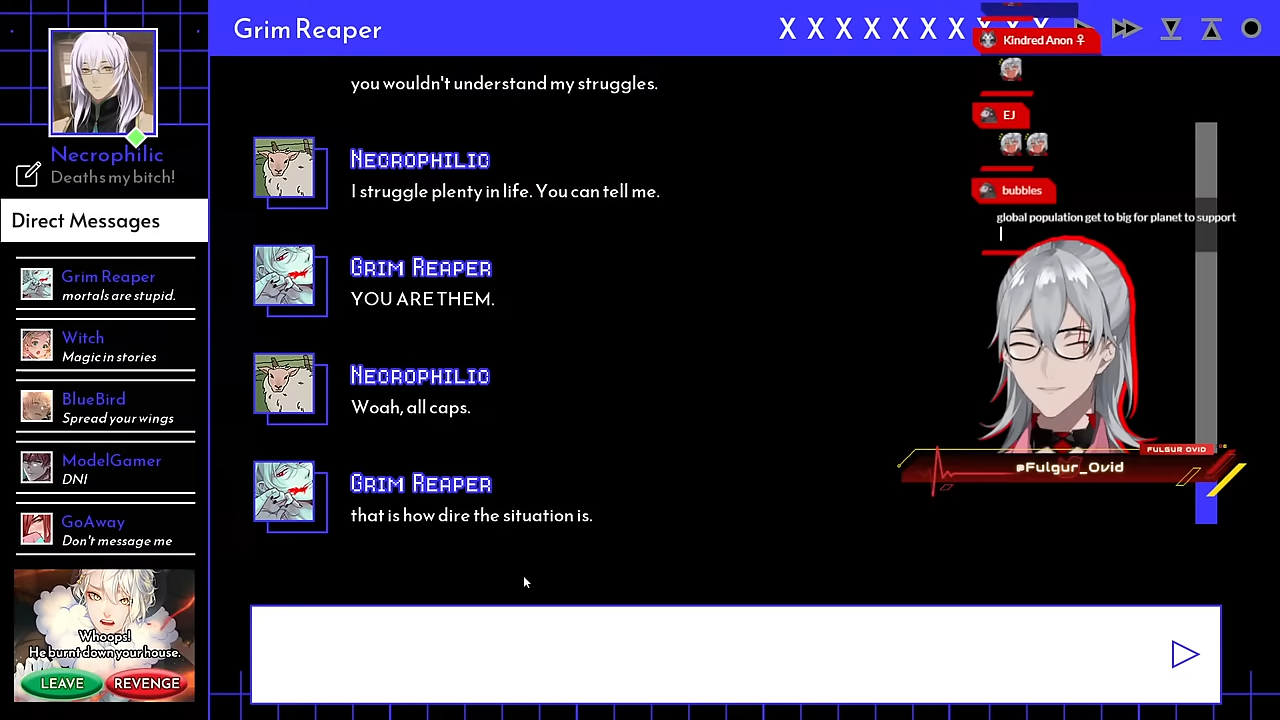 Grim Reaper
X X X X X X X X X X
Necrophilic
Deaths my bitch!
Direct Messages
Grim Reaper
mortals are stupid.
Witch
Magic in stories
BlueBird
Spread your wings
ModelGamer
DNI
GoAway
Don't message me
Whoops!
He burnt down your house.
LEAVE
REVENGE
you wouldn't understand my struggles.
Necrophilic
I struggle plenty in life. You can tell me.
Grim Reaper
YOU ARE THEM.
Necrophilic
Woah, all caps.
Grim Reaper
that is how dire the situation is.
Kindred Anon ♀
EJ
bubbles
global population get to big for planet to support
FULGUR OVID
@Fulgur_Ovid